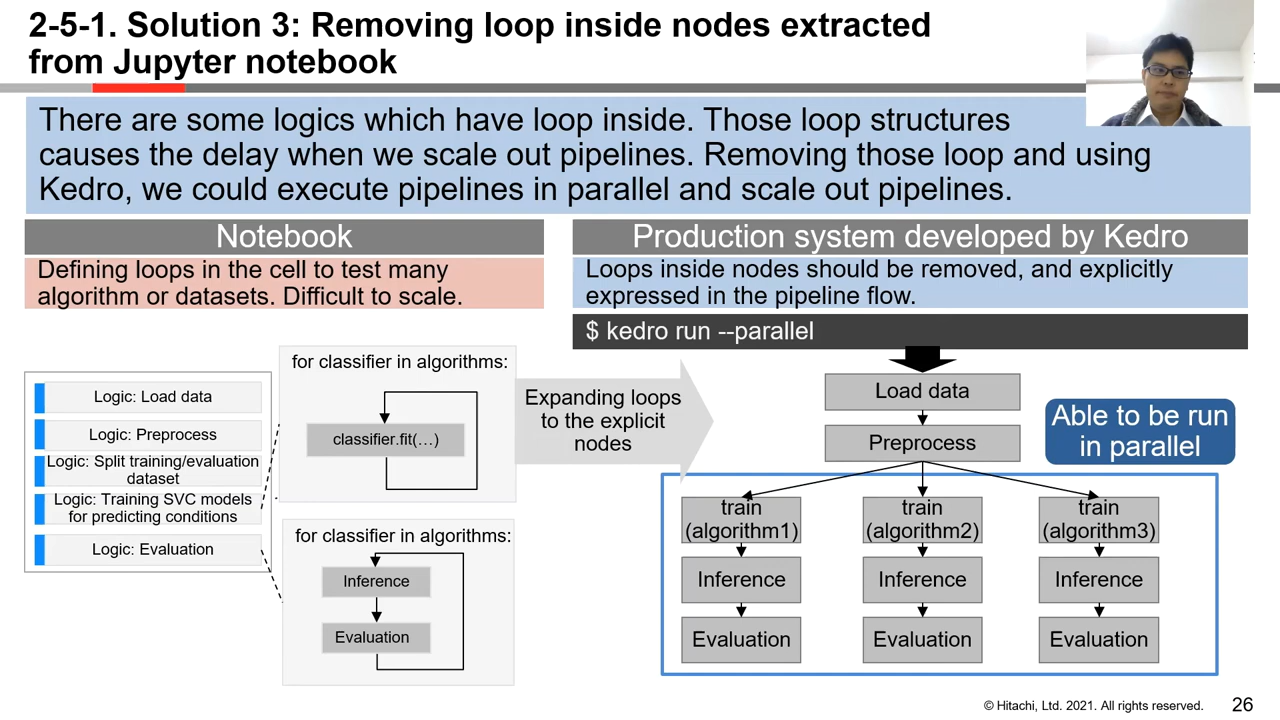 2-5-1. Solution 3: Removing loop inside nodes extracted
from Jupyter notebook
There are some logics which have loop inside. Those loop structures
causes the delay when we scale out pipelines. Removing those loop and using
Kedro, we could execute pipelines in parallel and scale out pipelines.
Notebook
Defining loops in the cell to test many
algorithm or datasets. Difficult to scale.
Logic: Load data
Logic: Preprocess
Logic: Split training/evaluation
dataset
Logic: Training SVC models
for predicting conditions
Logic: Evaluation
for classifier in algorithms:
classifier.fit(…)
for classifier in algorithms:
Inference
Evaluation
Expanding loops
to the explicit
nodes
Production system developed by Kedro
Loops inside nodes should be removed, and explicitly
expressed in the pipeline flow.
$ kedro run --parallel
Load data
Preprocess
Able to be run
in parallel
train
(algorithm1)
Inference
Evaluation
train
(algorithm2)
Inference
Evaluation
train
(algorithm3)
Inference
Evaluation
© Hitachi, Ltd. 2021. All rights reserved.
26